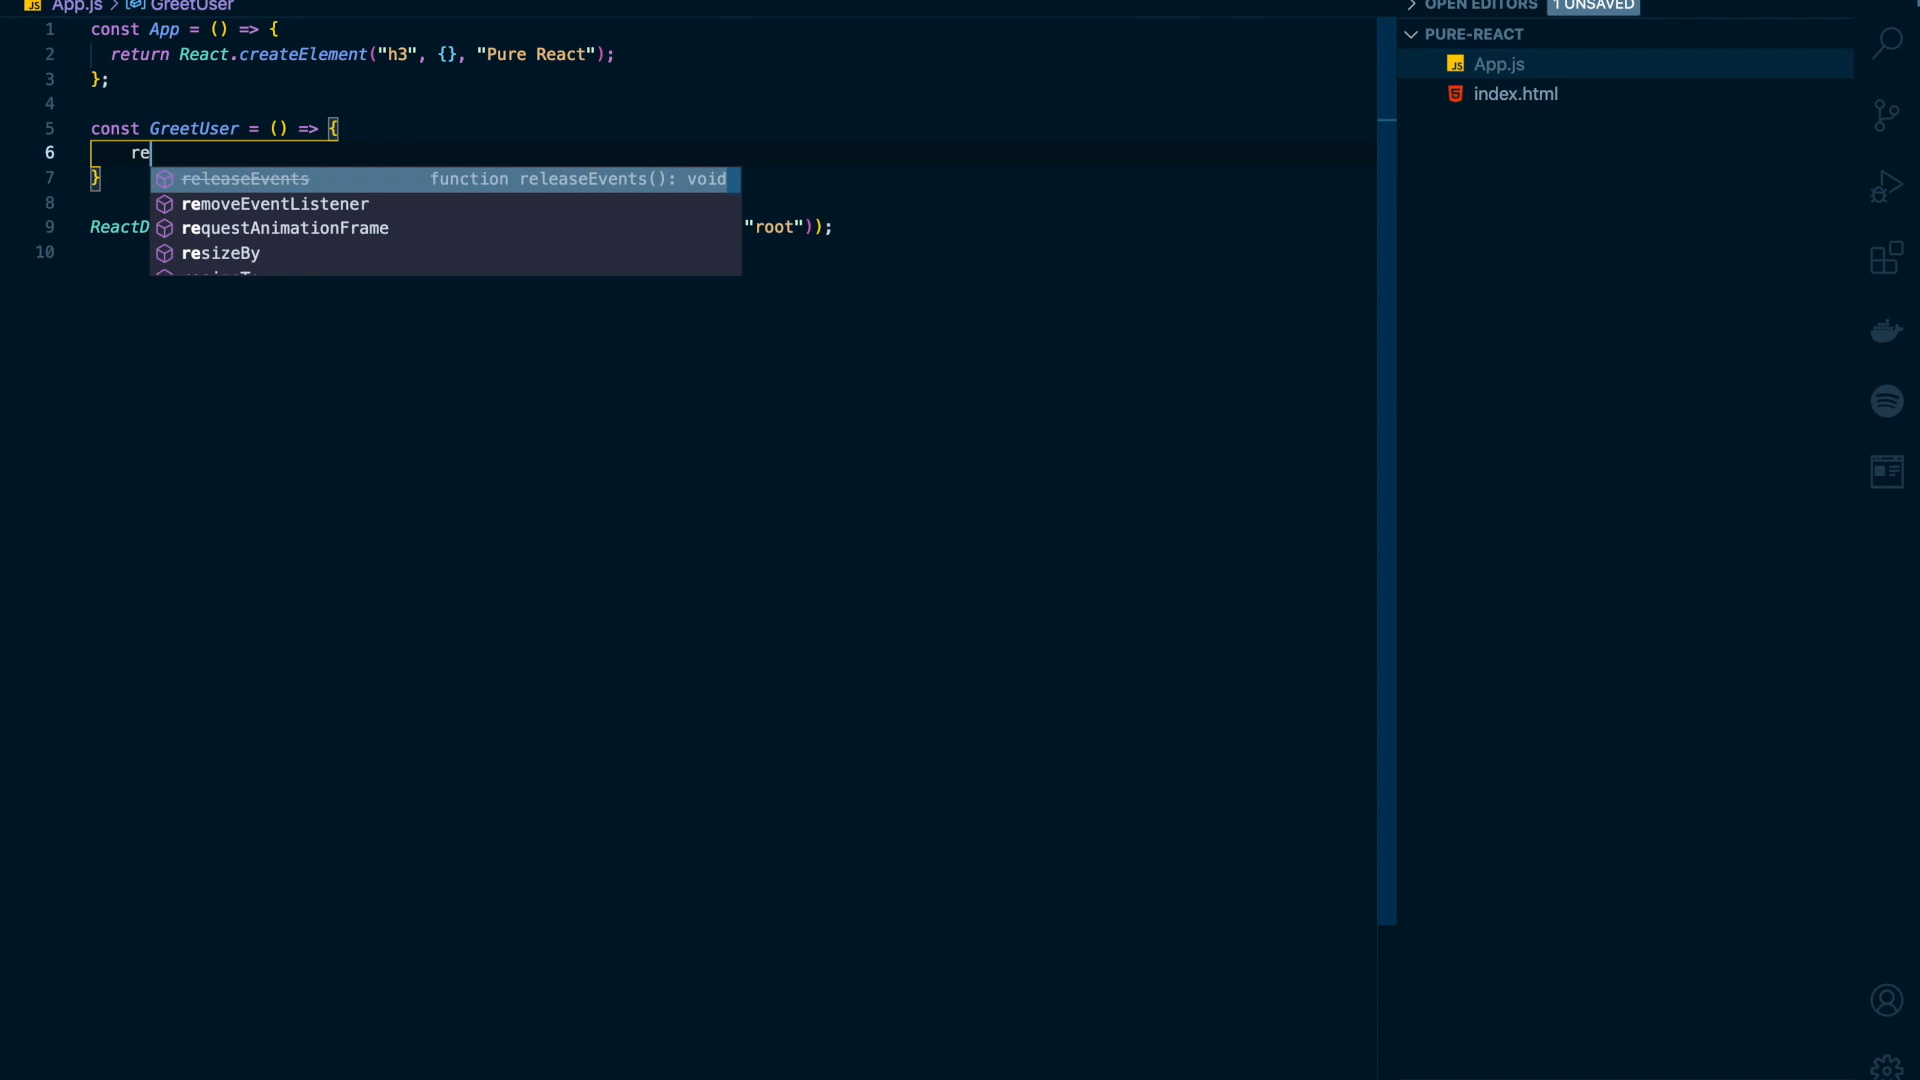 App.js > GreetUser
1 const App = () => {
2 return React.createElement("h3", {}, "Pure React");
3 };
4
5 const GreetUser = () => {
6 re
7 }
releaseEvents function releaseEvents(): void
8
removeEventListener
9 ReactD "root"));
requestAnimationFrame
10
resizeBy
OPEN EDITORS 1 UNSAVED
PURE-REACT
JS App.js
index.html